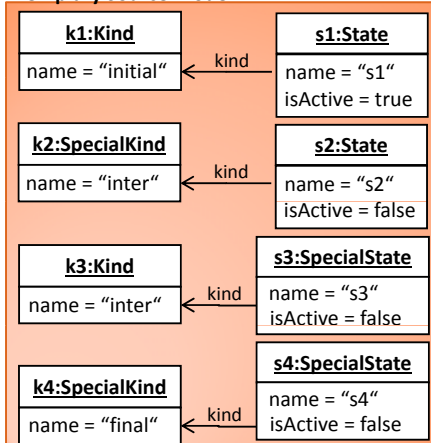 k1:Kind
name = "initial"
kind
s1:State
name = "s1"
isActive = true
k2:SpecialKind
name = "inter"
kind
s2:State
name = "s2"
isActive = false
k3:Kind
name = "inter"
kind
s3:SpecialState
name = "s3"
isActive = false
k4:SpecialKind
name = "final"
kind
s4:SpecialState
name = "s4"
isActive = false